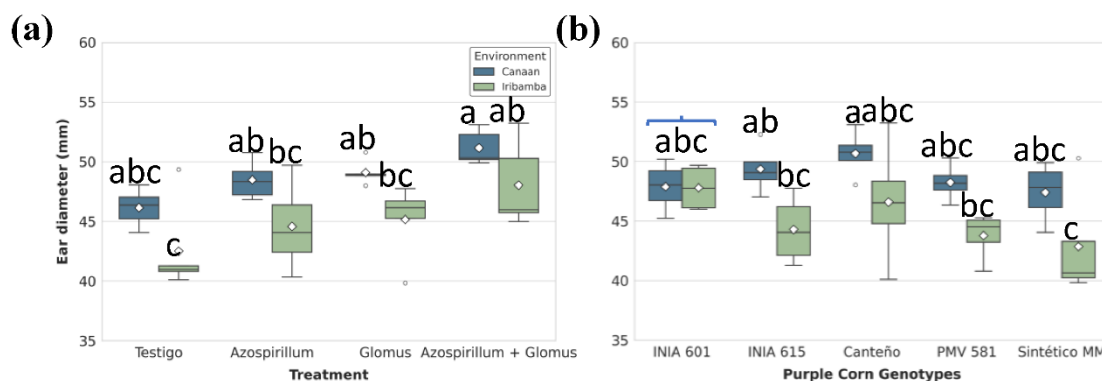 (a)
60
55
50
45
40
35
Ear diameter (mm)
Environment
Canaan
Iribamba
abc
c
ab
bc
ab
bc
a
ab
Testigo
Azospirillum
Glomus
Azospirillum + Glomus
Treatment
(b)
60
55
50
45
40
35
abc
ab
bc
a
abc
ab
bc
abc
c
INIA 601
INIA 615
Canteño
PMV 581
Sintético MM
Purple Corn Genotypes